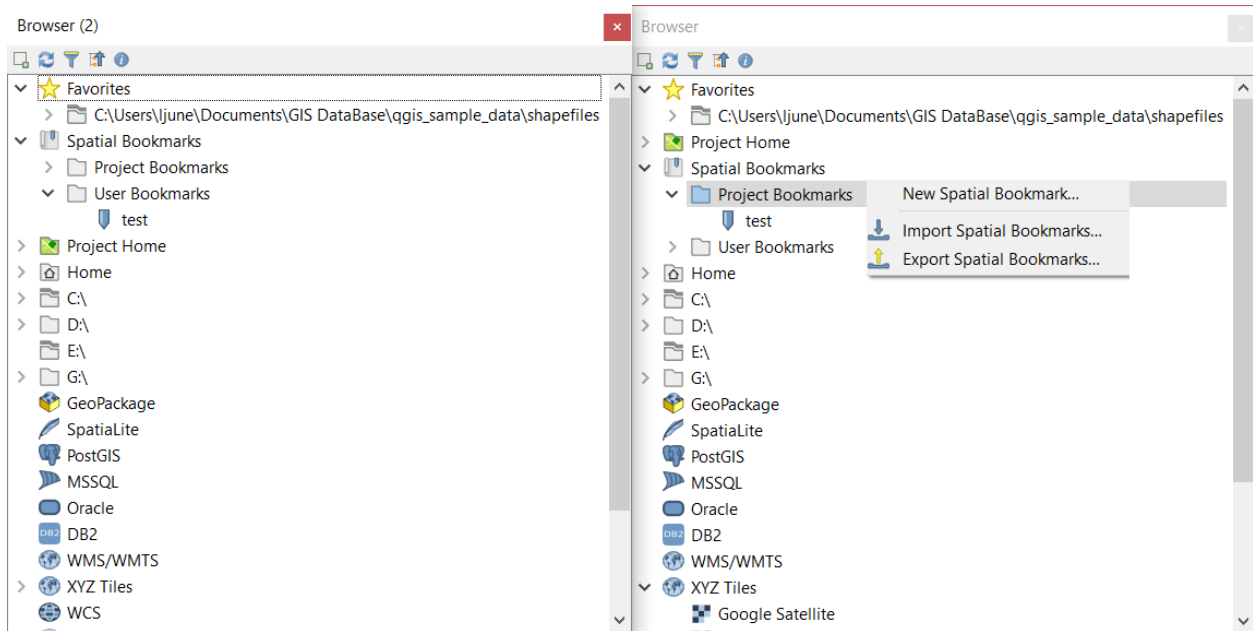 Browser (2)
Favorites
C:\Users\ljune\Documents\GIS DataBase\qgis_sample_data\shapefiles
Spatial Bookmarks
Project Bookmarks
User Bookmarks
test
Project Home
Home
C:\
D:\
E:\
G:\
GeoPackage
SpatiaLite
PostGIS
MSSQL
Oracle
DB2 DB2
WMS/WMTS
XYZ Tiles
WCS
Browser
Favorites
C:\Users\ljune\Documents\GIS DataBase\qgis_sample_data\shapefiles
Project Home
Spatial Bookmarks
Project Bookmarks
test
User Bookmarks
Home
C:\
D:\
E:\
G:\
GeoPackage
SpatiaLite
PostGIS
MSSQL
Oracle
DB2 DB2
WMS/WMTS
XYZ Tiles
Google Satellite
New Spatial Bookmark...
Import Spatial Bookmarks...
Export Spatial Bookmarks...